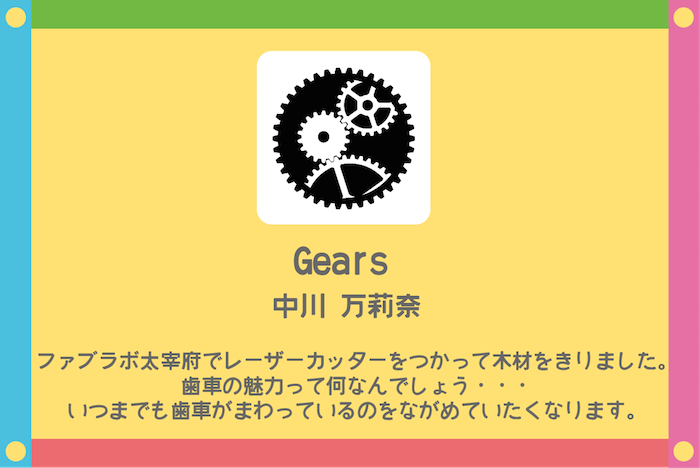 Gears
中川 万莉奈
ファブラボ太宰府でレーザーカッターをつかって木材をきりました。
歯車の魅力って何なんでしょう・・・
いつまでも歯車がまわっているのをながめていたくなります。